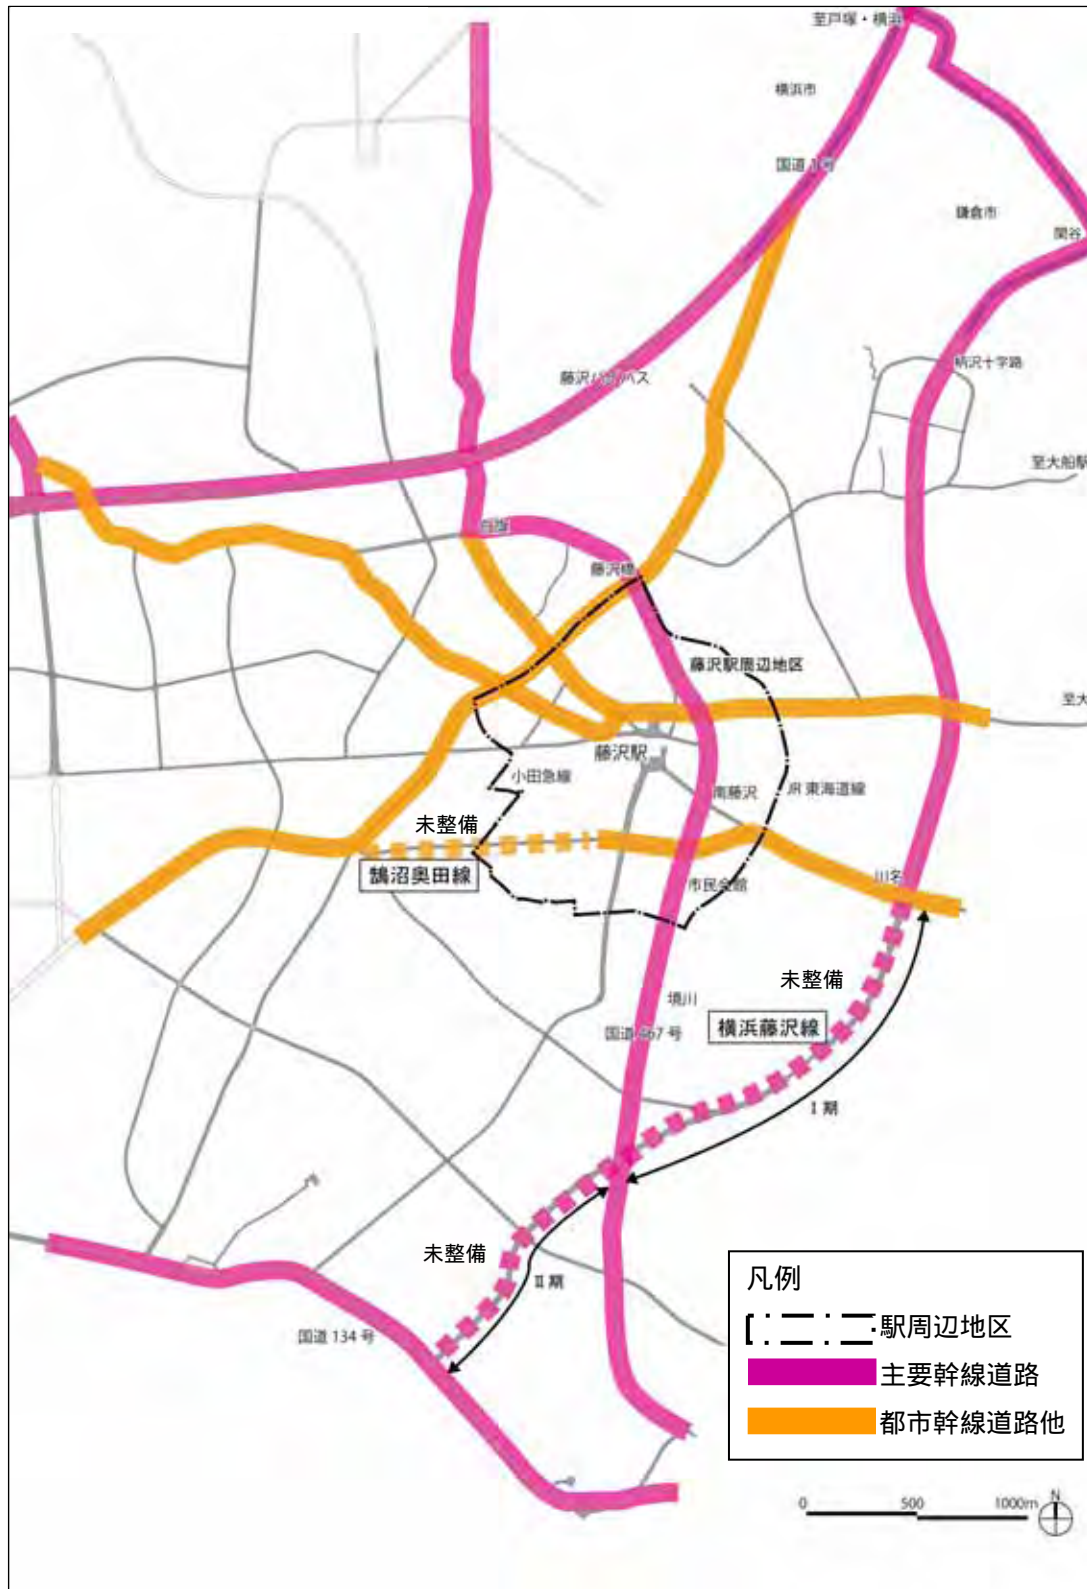 至戸塚・横浜
横浜市
国道1号
鎌倉市
関谷
柄沢十字路
藤沢バイパス
至大船駅
白旗
藤沢橋
藤沢駅周辺地区
至大
藤沢駅
小田急線
南藤沢
JR東海道線
未整備
鵠沼奥田線
市民会館
川名
未整備
境川
国道467号
横浜藤沢線
Ⅰ期
未整備
Ⅱ期
国道134号
凡例
駅周辺地区
主要幹線道路
都市幹線道路他
0 500 1000m
N